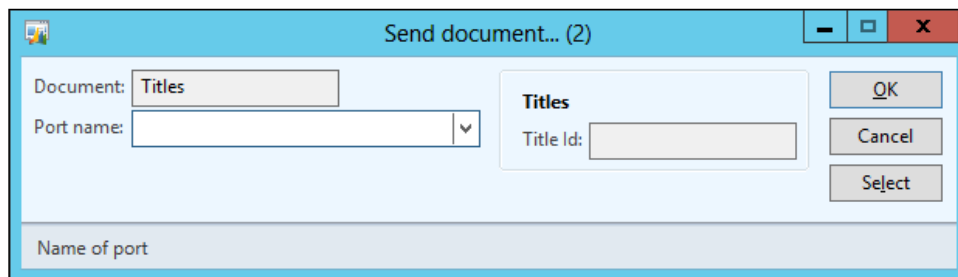 Send document... (2)
Document: Titles
Port name:
Titles
Title Id:
OK
Cancel
Select
Name of port